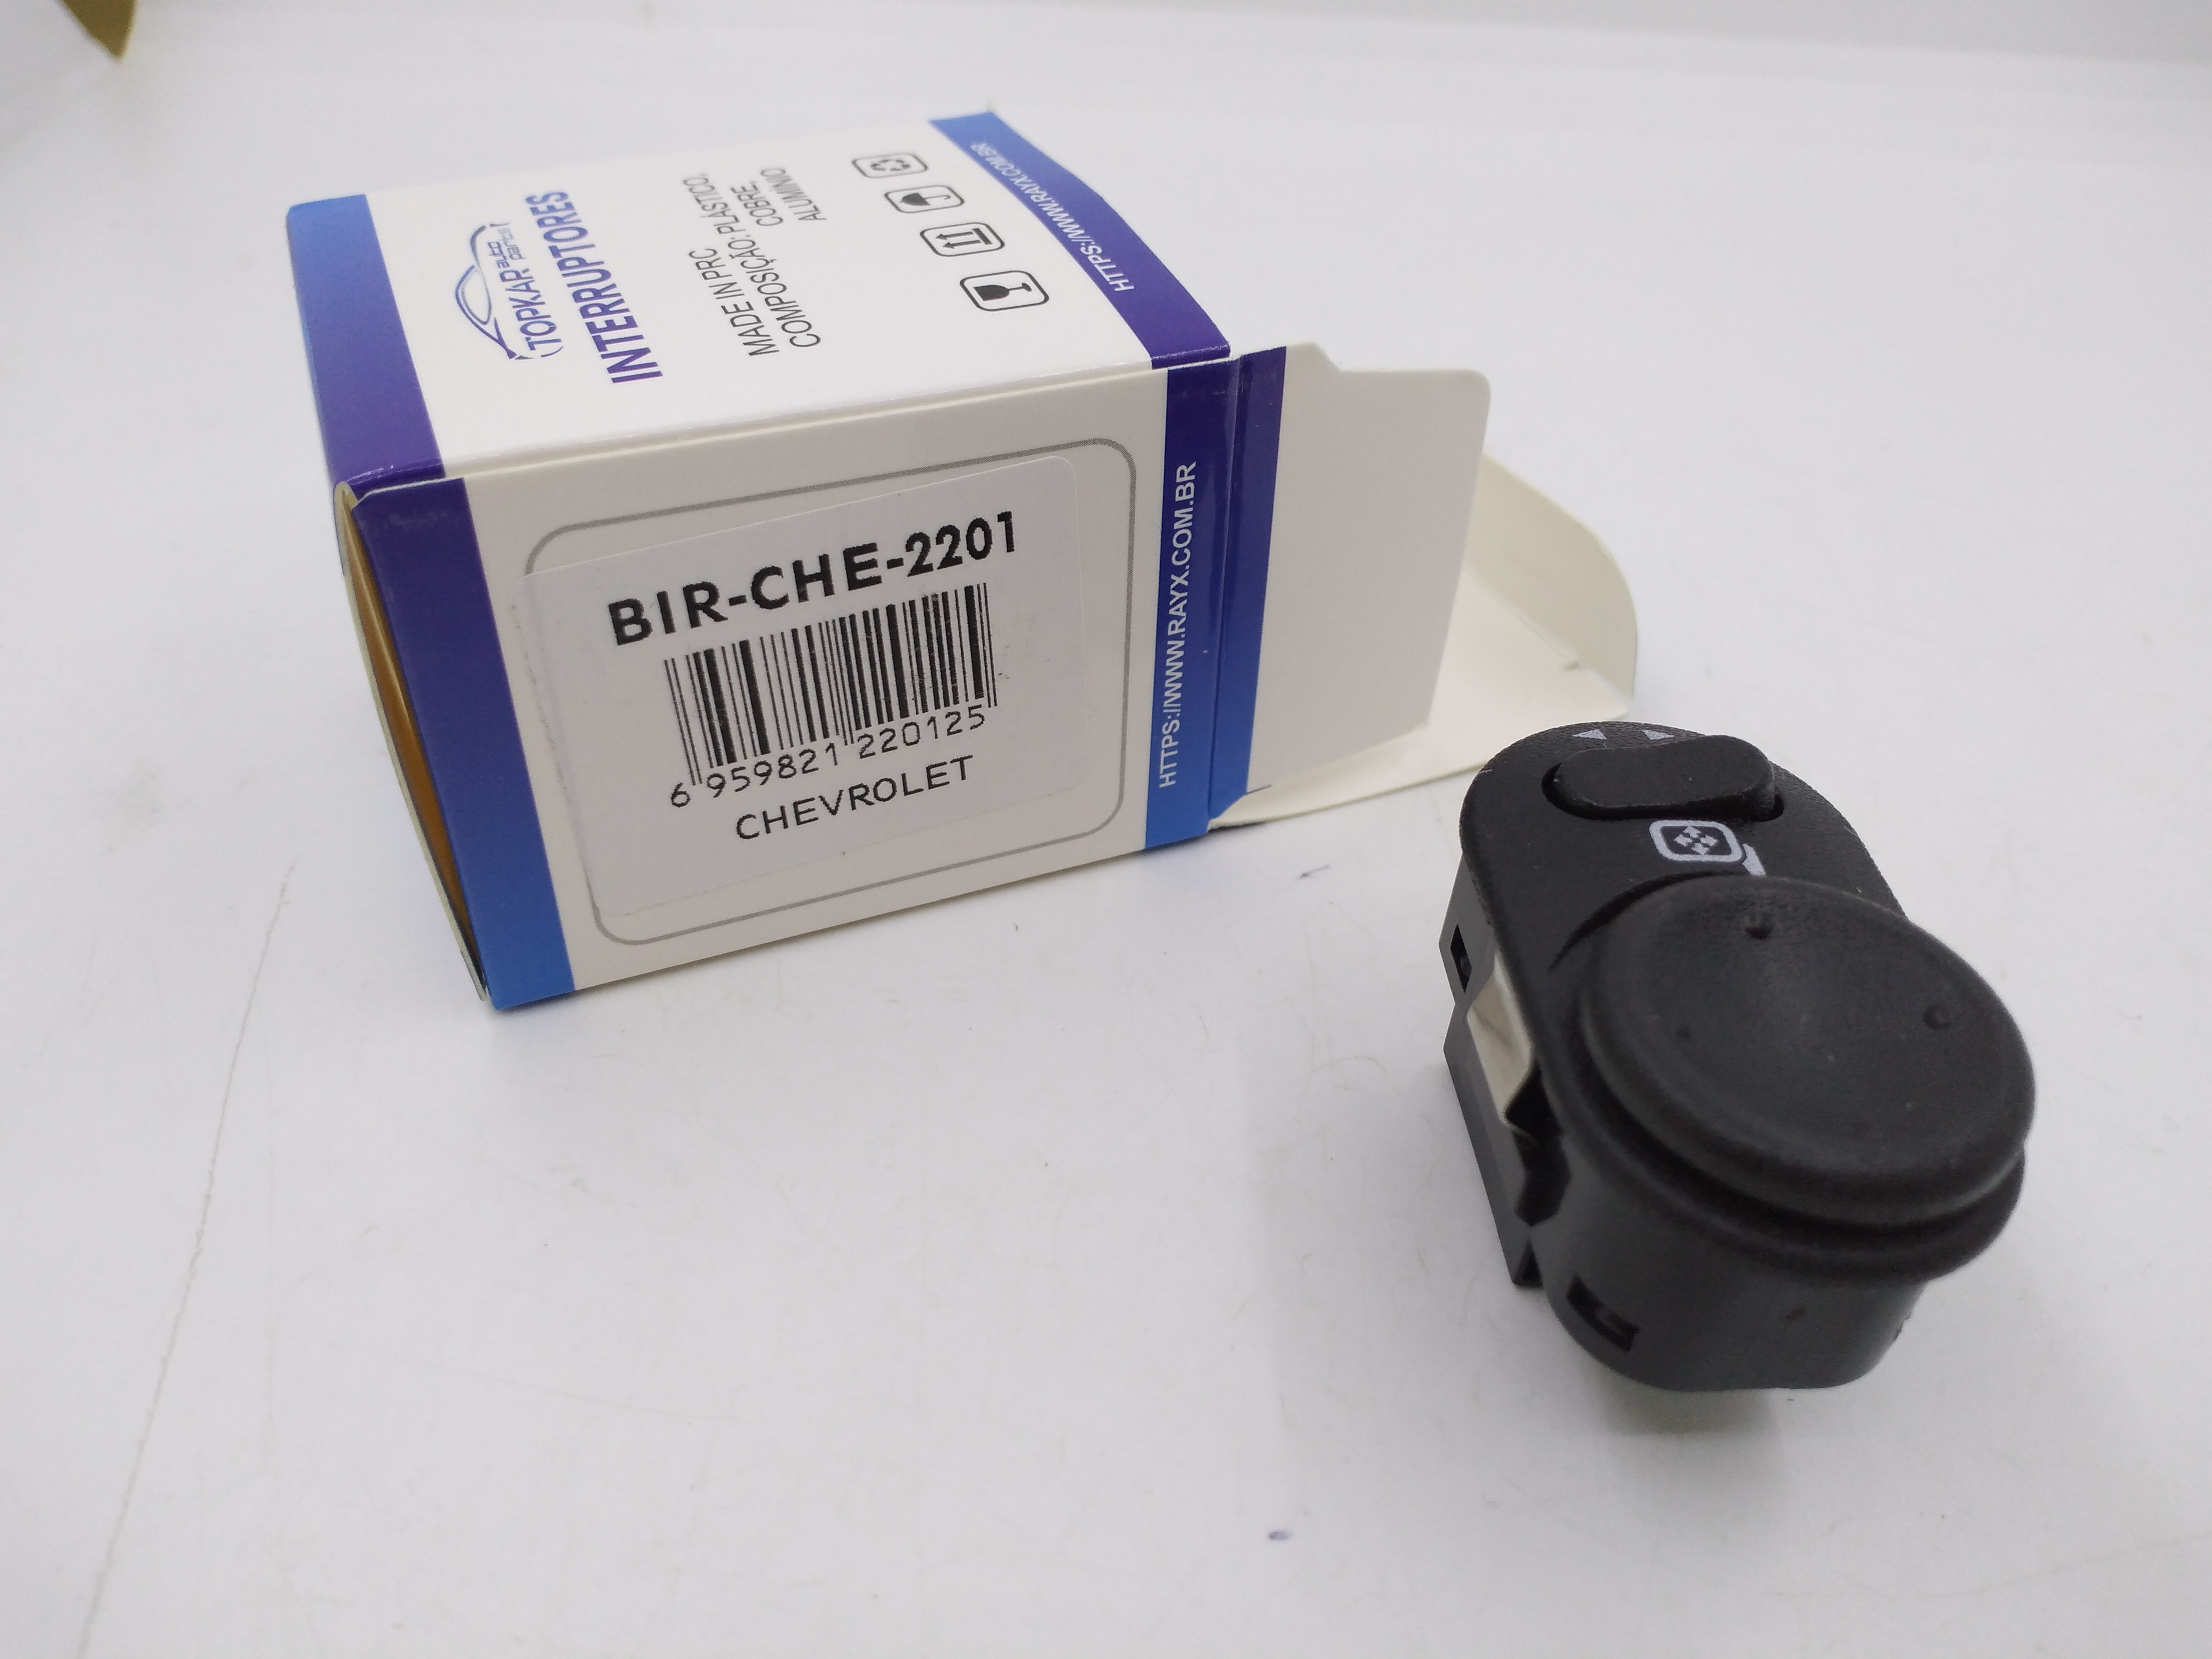 TOPKAR
auto parts
INTERRUPTORES
MADE IN PRC
COMPOSIÇÃO: PLÁSTICO,
COBRE,
ALUMÍNIO
HTTPS://WWW.RAYX.COM.BR
BIR-CHE-2201
6 959821 220125
CHEVROLET
HTTPS://WWW.RAYX.COM.BR